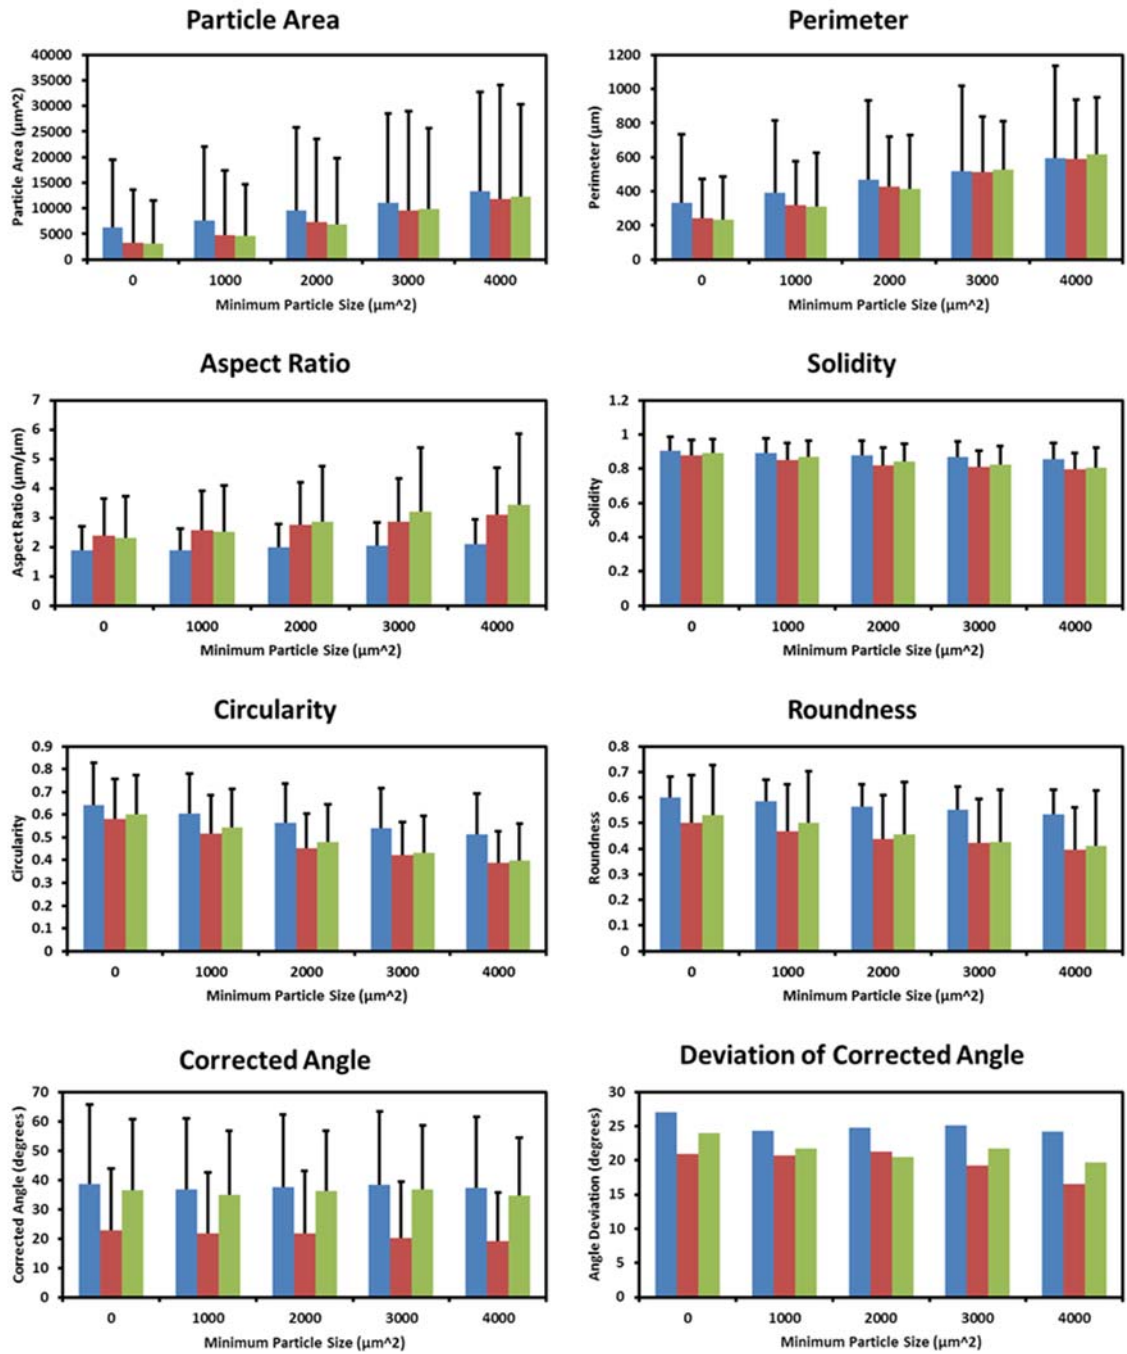 Particle Area
Particle Area (µm^2)
40000
35000
30000
25000
20000
15000
10000
5000
0
0 1000 2000 3000 4000
Minimum Particle Size (µm^2)
Perimeter
Perimeter (µm)
1200
1000
800
600
400
200
0
0 1000 2000 3000 4000
Minimum Particle Size (µm^2)
Aspect Ratio
Aspect Ratio (µm/µm)
7
6
5
4
3
2
1
0
0 1000 2000 3000 4000
Minimum Particle Size (µm^2)
Solidity
Solidity
1.2
1
0.8
0.6
0.4
0.2
0
0 1000 2000 3000 4000
Minimum Particle Size (µm^2)
Circularity
Circularity
0.9
0.8
0.7
0.6
0.5
0.4
0.3
0.2
0.1
0
0 1000 2000 3000 4000
Minimum Particle Size (µm^2)
Roundness
Roundness
0.8
0.7
0.6
0.5
0.4
0.3
0.2
0.1
0
0 1000 2000 3000 4000
Minimum Particle Size (µm^2)
Corrected Angle
Corrected Angle (degrees)
70
60
50
40
30
20
10
0
0 1000 2000 3000 4000
Minimum Particle Size (µm^2)
Deviation of Corrected Angle
Angle Deviation (degrees)
30
25
20
15
10
5
0
0 1000 2000 3000 4000
Minimum Particle Size (µm^2)